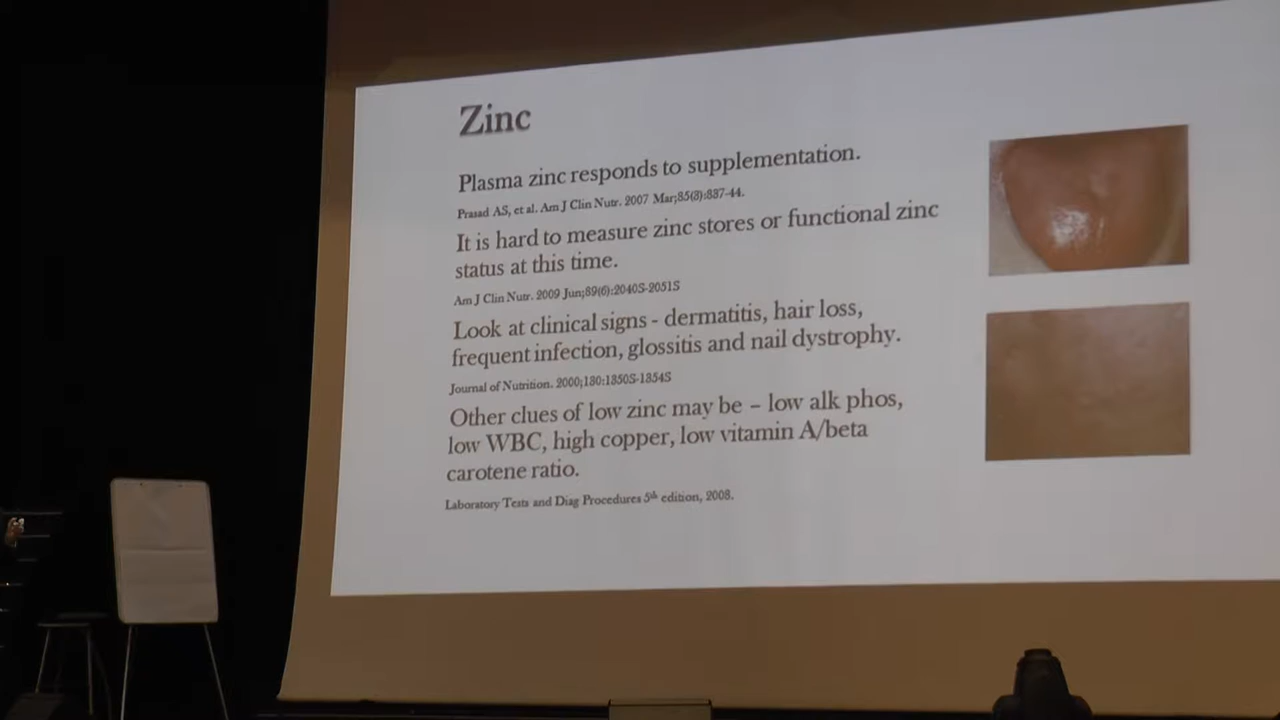 Zinc
Plasma zinc responds to supplementation.
Prasad AS, et al. Am J Clin Nutr. 2007 Mar;85(3):837-44.
It is hard to measure zinc stores or functional zinc
status at this time.
Am J Clin Nutr. 2009 Jun;89(6):2040S-2051S
Look at clinical signs - dermatitis, hair loss,
frequent infection, glossitis and nail dystrophy.
Journal of Nutrition. 2000;130:1350S-1354S
Other clues of low zinc may be – low alk phos,
low WBC, high copper, low vitamin A/beta
carotene ratio.
Laboratory Tests and Diag Procedures 5th edition, 2008.